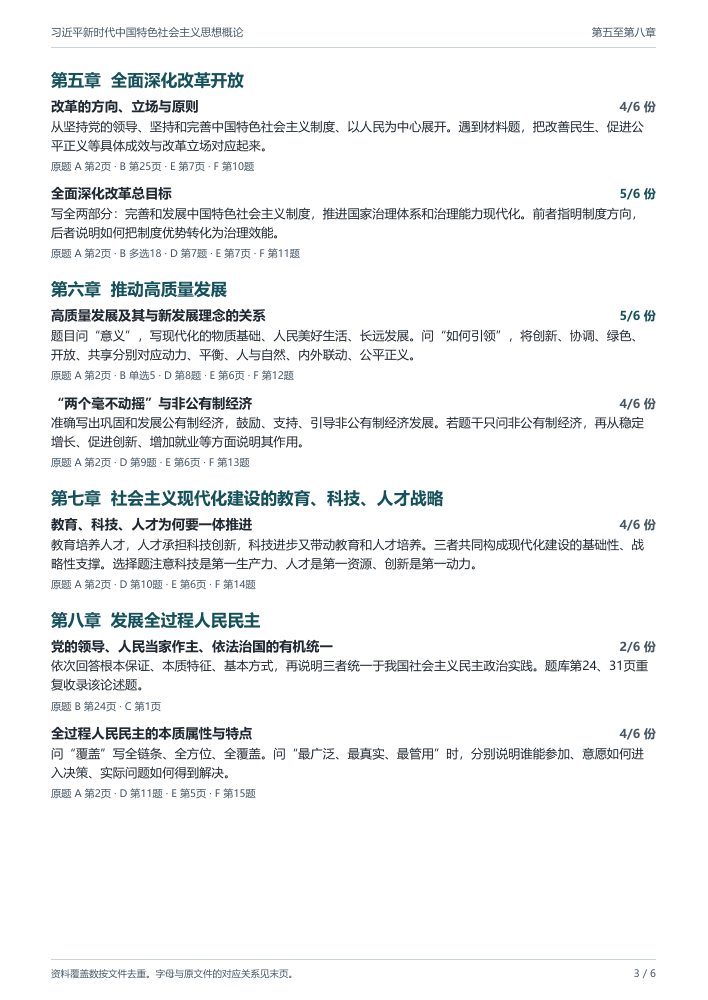 习近平新时代中国特色社会主义思想概论 第五至第八章
第五章 全面深化改革开放
改革的方向、立场与原则 4/6 份
从坚持党的领导、坚持和完善中国特色社会主义制度、以人民为中心展开。遇到材料题，把改善民生、促进公
平正义等具体成效与改革立场对应起来。
原题 A 第2页 · B 第25页 · E 第7页 · F 第10题
全面深化改革总目标 5/6 份
写全两部分：完善和发展中国特色社会主义制度，推进国家治理体系和治理能力现代化。前者指明制度方向，
后者说明如何把制度优势转化为治理效能。
原题 A 第2页 · B 多选18 · D 第7题 · E 第7页 · F 第11题
第六章 推动高质量发展
高质量发展及其与新发展理念的关系 5/6 份
题目问“意义”，写现代化的物质基础、人民美好生活、长远发展。问“如何引领”，将创新、协调、绿色、
开放、共享分别对应动力、平衡、人与自然、内外联动、公平正义。
原题 A 第2页 · B 单选5 · D 第8题 · E 第6页 · F 第12题
“两个毫不动摇”与非公有制经济 4/6 份
准确写出巩固和发展公有制经济，鼓励、支持、引导非公有制经济发展。若题干只问非公有制经济，再从稳定
增长、促进创新、增加就业等方面说明其作用。
原题 A 第2页 · D 第9题 · E 第6页 · F 第13题
第七章 社会主义现代化建设的教育、科技、人才战略
教育、科技、人才为何要一体推进 4/6 份
教育培养人才，人才承担科技创新，科技进步又带动教育和人才培养。三者共同构成现代化建设的基础性、战
略性支撑。选择题注意科技是第一生产力、人才是第一资源、创新是第一动力。
原题 A 第2页 · D 第10题 · E 第6页 · F 第14题
第八章 发展全过程人民民主
党的领导、人民当家作主、依法治国的有机统一 2/6 份
依次回答根本保证、本质特征、基本方式，再说明三者统一于我国社会主义民主政治实践。题库第24、31页重
复收录该论述题。
原题 B 第24页 · C 第1页
全过程人民民主的本质属性与特点 4/6 份
问“覆盖”写全链条、全方位、全覆盖。问“最广泛、最真实、最管用”时，分别说明谁能参加、意愿如何进
入决策、实际问题如何得到解决。
原题 A 第2页 · D 第11题 · E 第5页 · F 第15题
资料覆盖数按文件去重。字母与原文件的对应关系见末页。 3 / 6